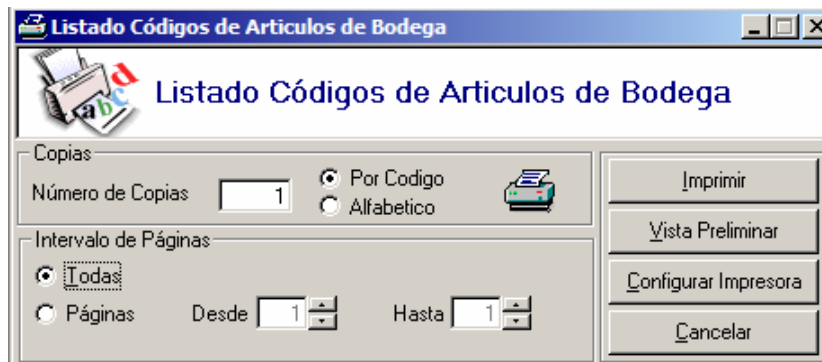 Listado Códigos de Articulos de Bodega
abcd
Listado Códigos de Articulos de Bodega
Copias
Número de Copias 1
Por Codigo
Alfabetico
Intervalo de Páginas
Todas
Páginas Desde 1 Hasta 1
Imprimir
Vista Preliminar
Configurar Impresora
Cancelar